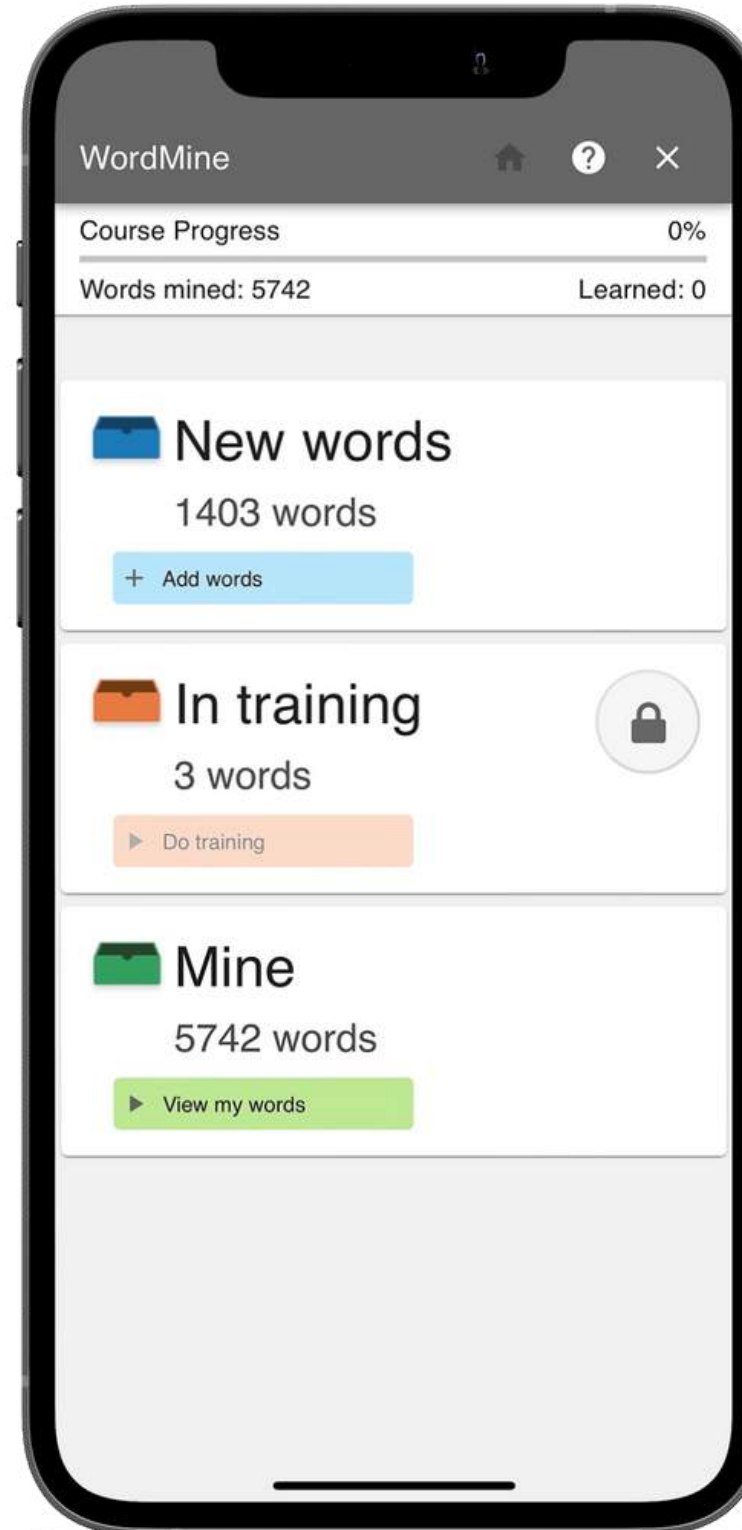 WordMine
Course Progress 0%
Words mined: 5742 Learned: 0
New words
1403 words
+ Add words
In training
3 words
Do training
Mine
5742 words
View my words